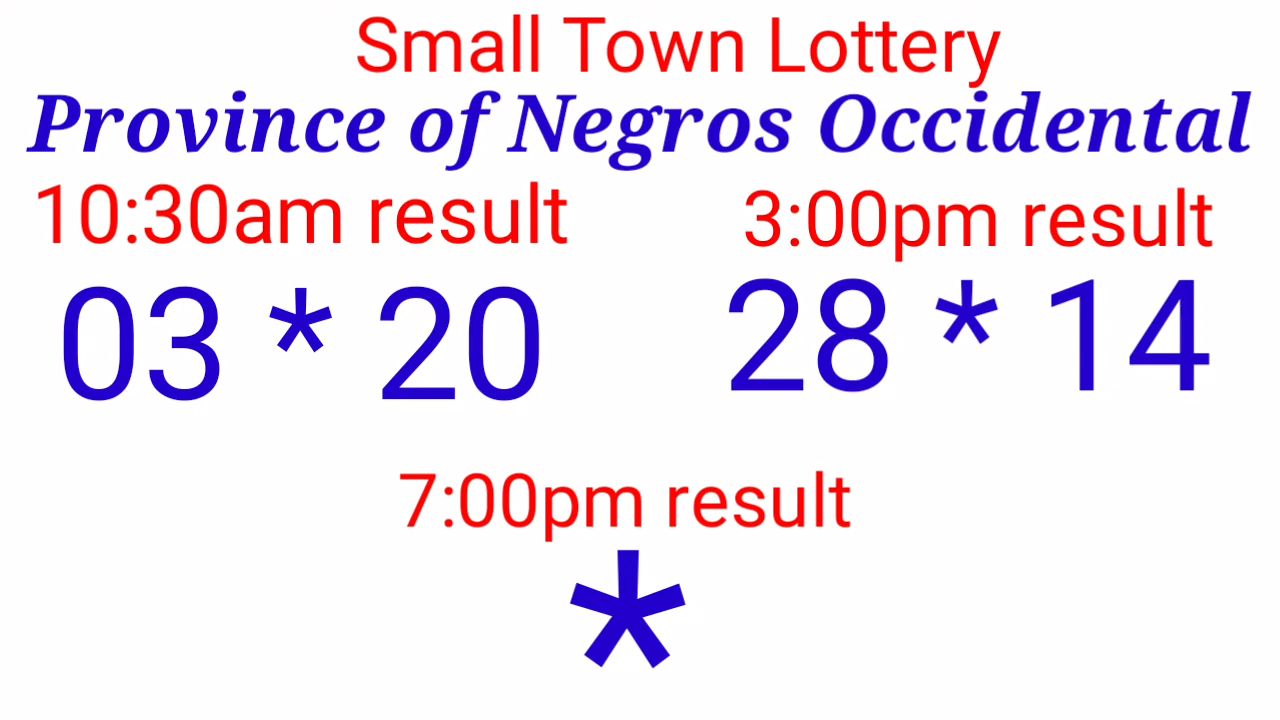 Small Town Lottery
Province of Negros Occidental
10:30am result
3:00pm result
03 * 20
28 * 14
7:00pm result
*